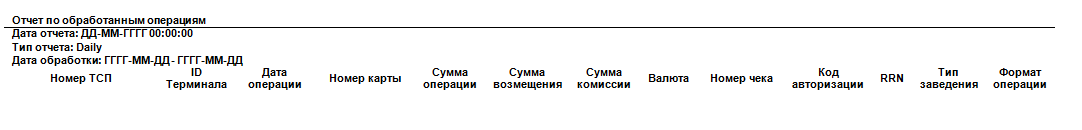 Отчет по обработанным операциям
Дата отчета: ДД-ММ-ГГГГ 00:00:00
Тип отчета: Daily
Дата обработки: ГГГГ-ММ-ДД - ГГГГ-ММ-ДД
Номер ТСП
ID
Терминала
Дата
операции
Номер карты
Сумма
операции
Сумма
возмещения
Сумма
комиссии
Валюта
Номер чека
Код
авторизации
RRN
Тип
заведения
Формат
операции